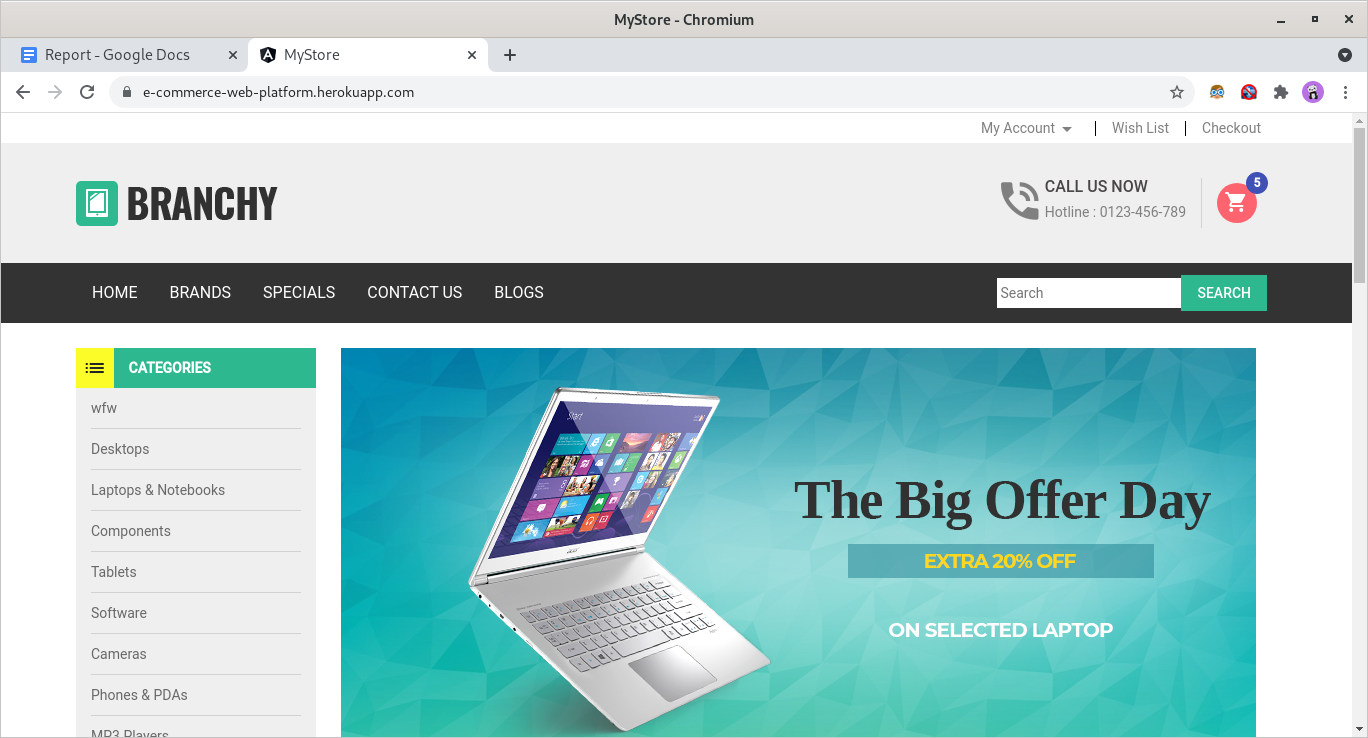 MyStore - Chromium
Report - Google Docs
MyStore
e-commerce-web-platform.herokuapp.com
My Account
Wish List
Checkout
BRANCHY
CALL US NOW
Hotline : 0123-456-789
5
HOME
BRANDS
SPECIALS
CONTACT US
BLOGS
Search
SEARCH
CATEGORIES
wfw
Desktops
Laptops & Notebooks
Components
Tablets
Software
Cameras
Phones & PDAs
MP3 Players
Start
acer
The Big Offer Day
EXTRA 20% OFF
ON SELECTED LAPTOP